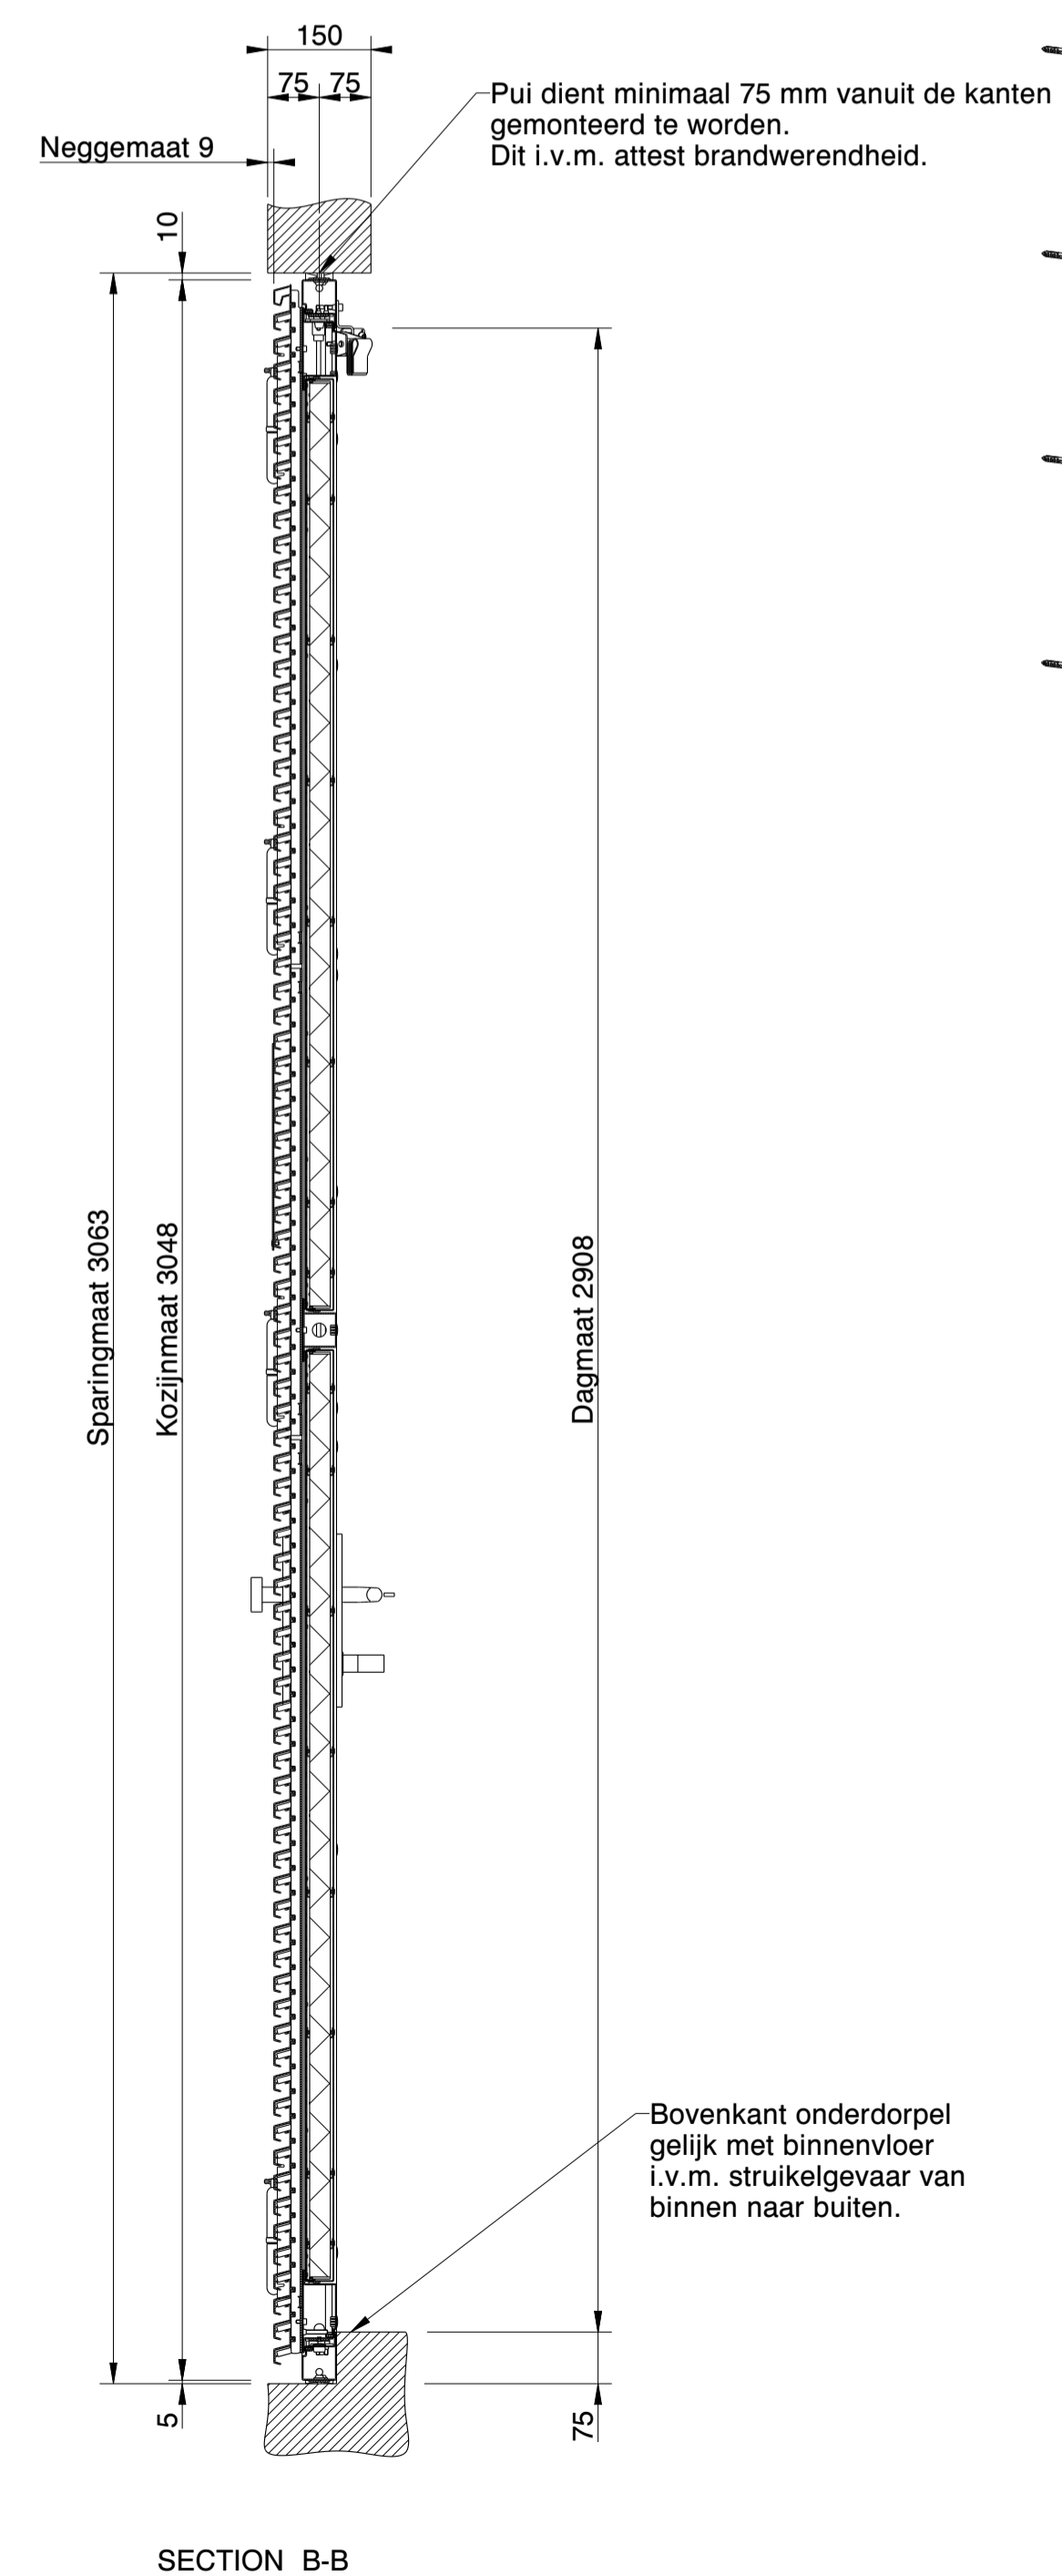 150
75 75
Pui dient minimaal 75 mm vanuit de kanten
gemonteerd te worden.
Dit i.v.m. attest brandwerendheid.
Neggemaat 9
10
Sparingmaat 3063
Kozijnmaat 3048
Dagmaat 2908
Bovenkant onderdorpel
gelijk met binnenvloer
i.v.m. struikelgevaar van
binnen naar buiten.
5
75
SECTION B-B